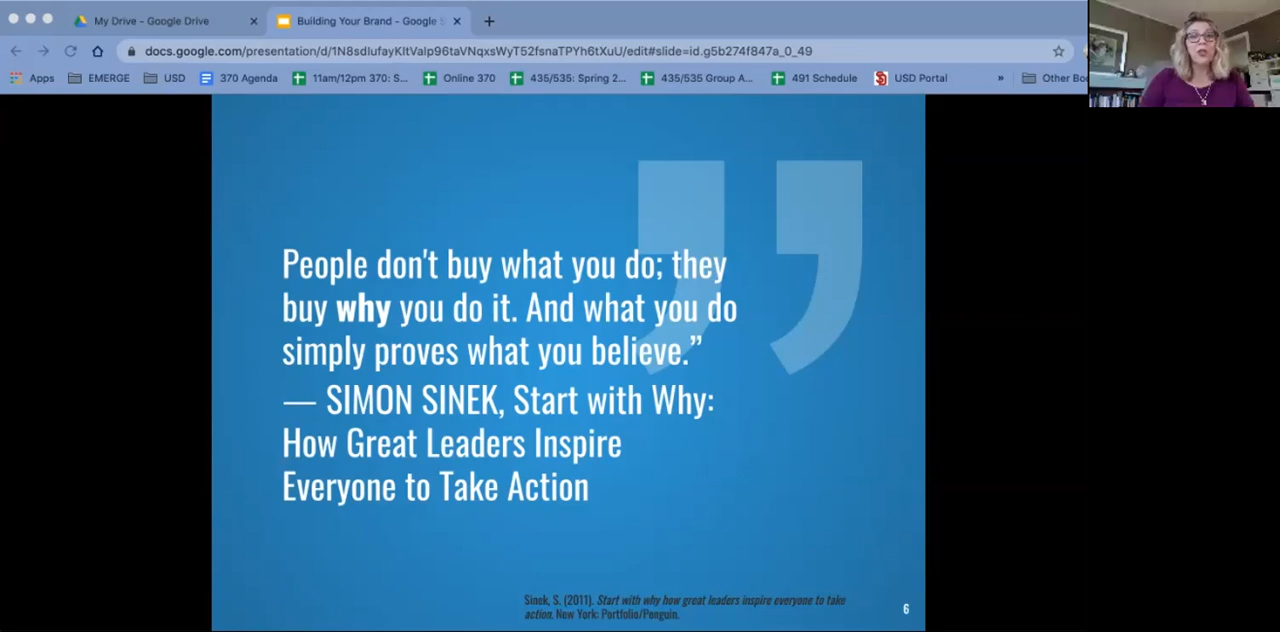 My Drive - Google Drive
Building Your Brand - Google S
docs.google.com/presentation/d/1N8sdIufayKItValp96taVNqxsWyT52fsnaTPYh6tXuU/edit#slide=id.g5b274f847a_0_49
Apps EMERGE USD 370 Agenda 11am/12pm 370: S... Online 370 435/535: Spring 2... 435/535 Group A... 491 Schedule USD Portal » Other Boo
People don't buy what you do; they
buy why you do it. And what you do
simply proves what you believe.”
— SIMON SINEK, Start with Why:
How Great Leaders Inspire
Everyone to Take Action
Sinek, S. (2011). Start with why how great leaders inspire everyone to take
action. New York: Portfolio/Penguin.
6